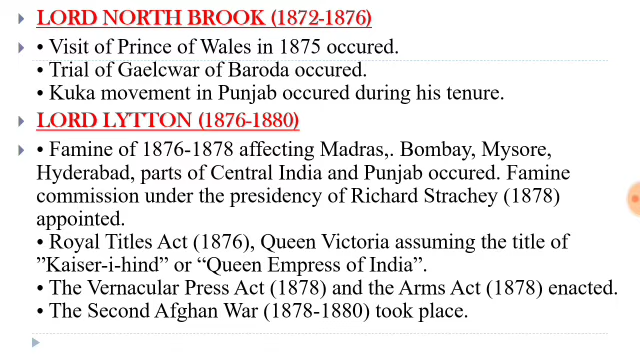 LORD NORTH BROOK (1872-1876)
• Visit of Prince of Wales in 1875 occured.
• Trial of Gaelcwar of Baroda occured.
• Kuka movement in Punjab occured during his tenure.
LORD LYTTON (1876-1880)
• Famine of 1876-1878 affecting Madras,. Bombay, Mysore,
Hyderabad, parts of Central India and Punjab occured. Famine
commission under the presidency of Richard Strachey (1878)
appointed.
• Royal Titles Act (1876), Queen Victoria assuming the title of
”Kaiser-i-hind” or “Queen Empress of India”.
• The Vernacular Press Act (1878) and the Arms Act (1878) enacted.
• The Second Afghan War (1878-1880) took place.